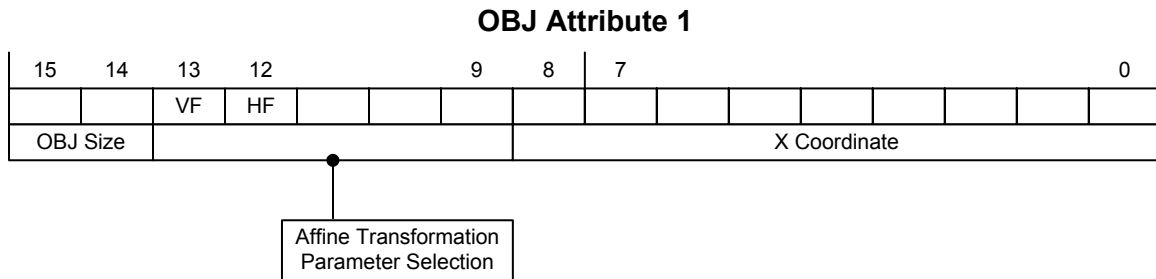 OBJ Attribute 1
15 14 13 12 9 8 7 0
VF HF
OBJ Size X Coordinate
Affine Transformation
Parameter Selection